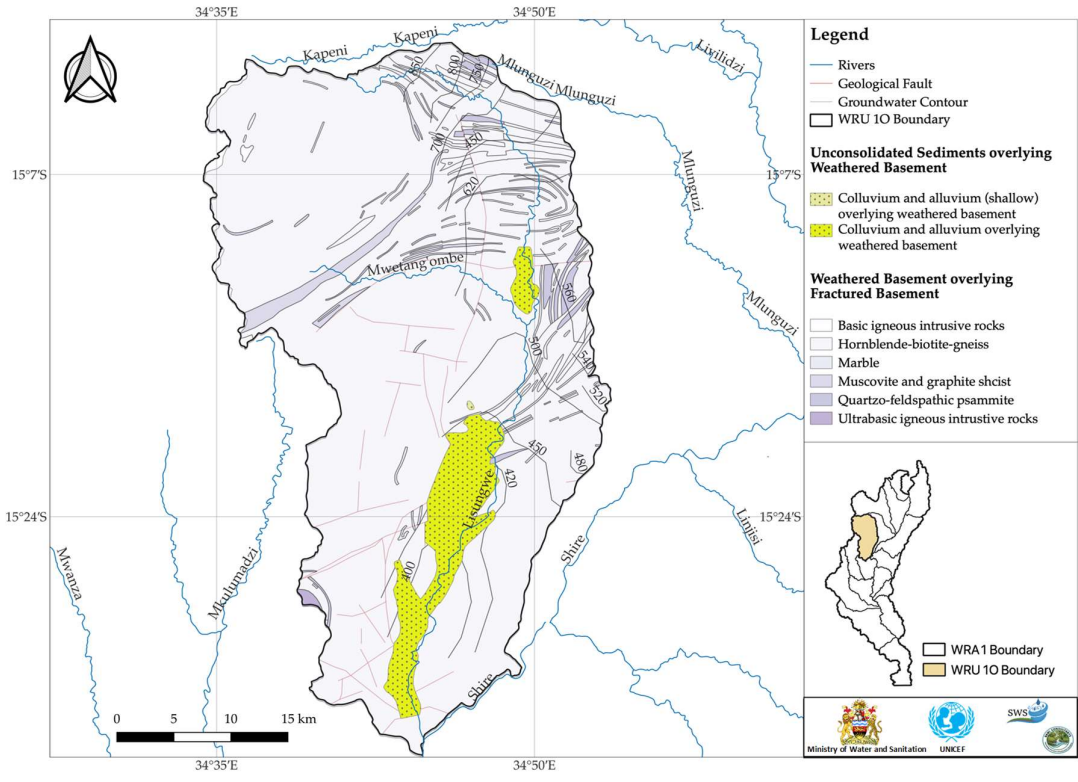 34°35'E
34°50'E
Kapeni
Kapeni
Livilidzi
Mlunguzi
Mlunguzi
850
800
750
700
450
620
15°7'S
15°7'S
Mlunguzi
Mwetang'ombe
560
Mlunguzi
500
540
520
450
480
420
Lisungwe
15°24'S
15°24'S
Linjisi
Shire
400
Mwanza
Mkulumadzi
Shire
0
5
10
15 km
34°35'E
34°50'E
Legend
Rivers
Geological Fault
Groundwater Contour
WRU 1O Boundary
Unconsolidated Sediments overlying
Weathered Basement
Colluvium and alluvium (shallow)
overlying weathered basement
Colluvium and alluvium overlying
weathered basement
Weathered Basement overlying
Fractured Basement
Basic igneous intrusive rocks
Hornblende-biotite-gneiss
Marble
Muscovite and graphite shcist
Quartzo-feldspathic psammite
Ultrabasic igneous intrustive rocks
WRA 1 Boundary
WRU 1O Boundary
Ministry of Water and Sanitation
UNICEF
SWS